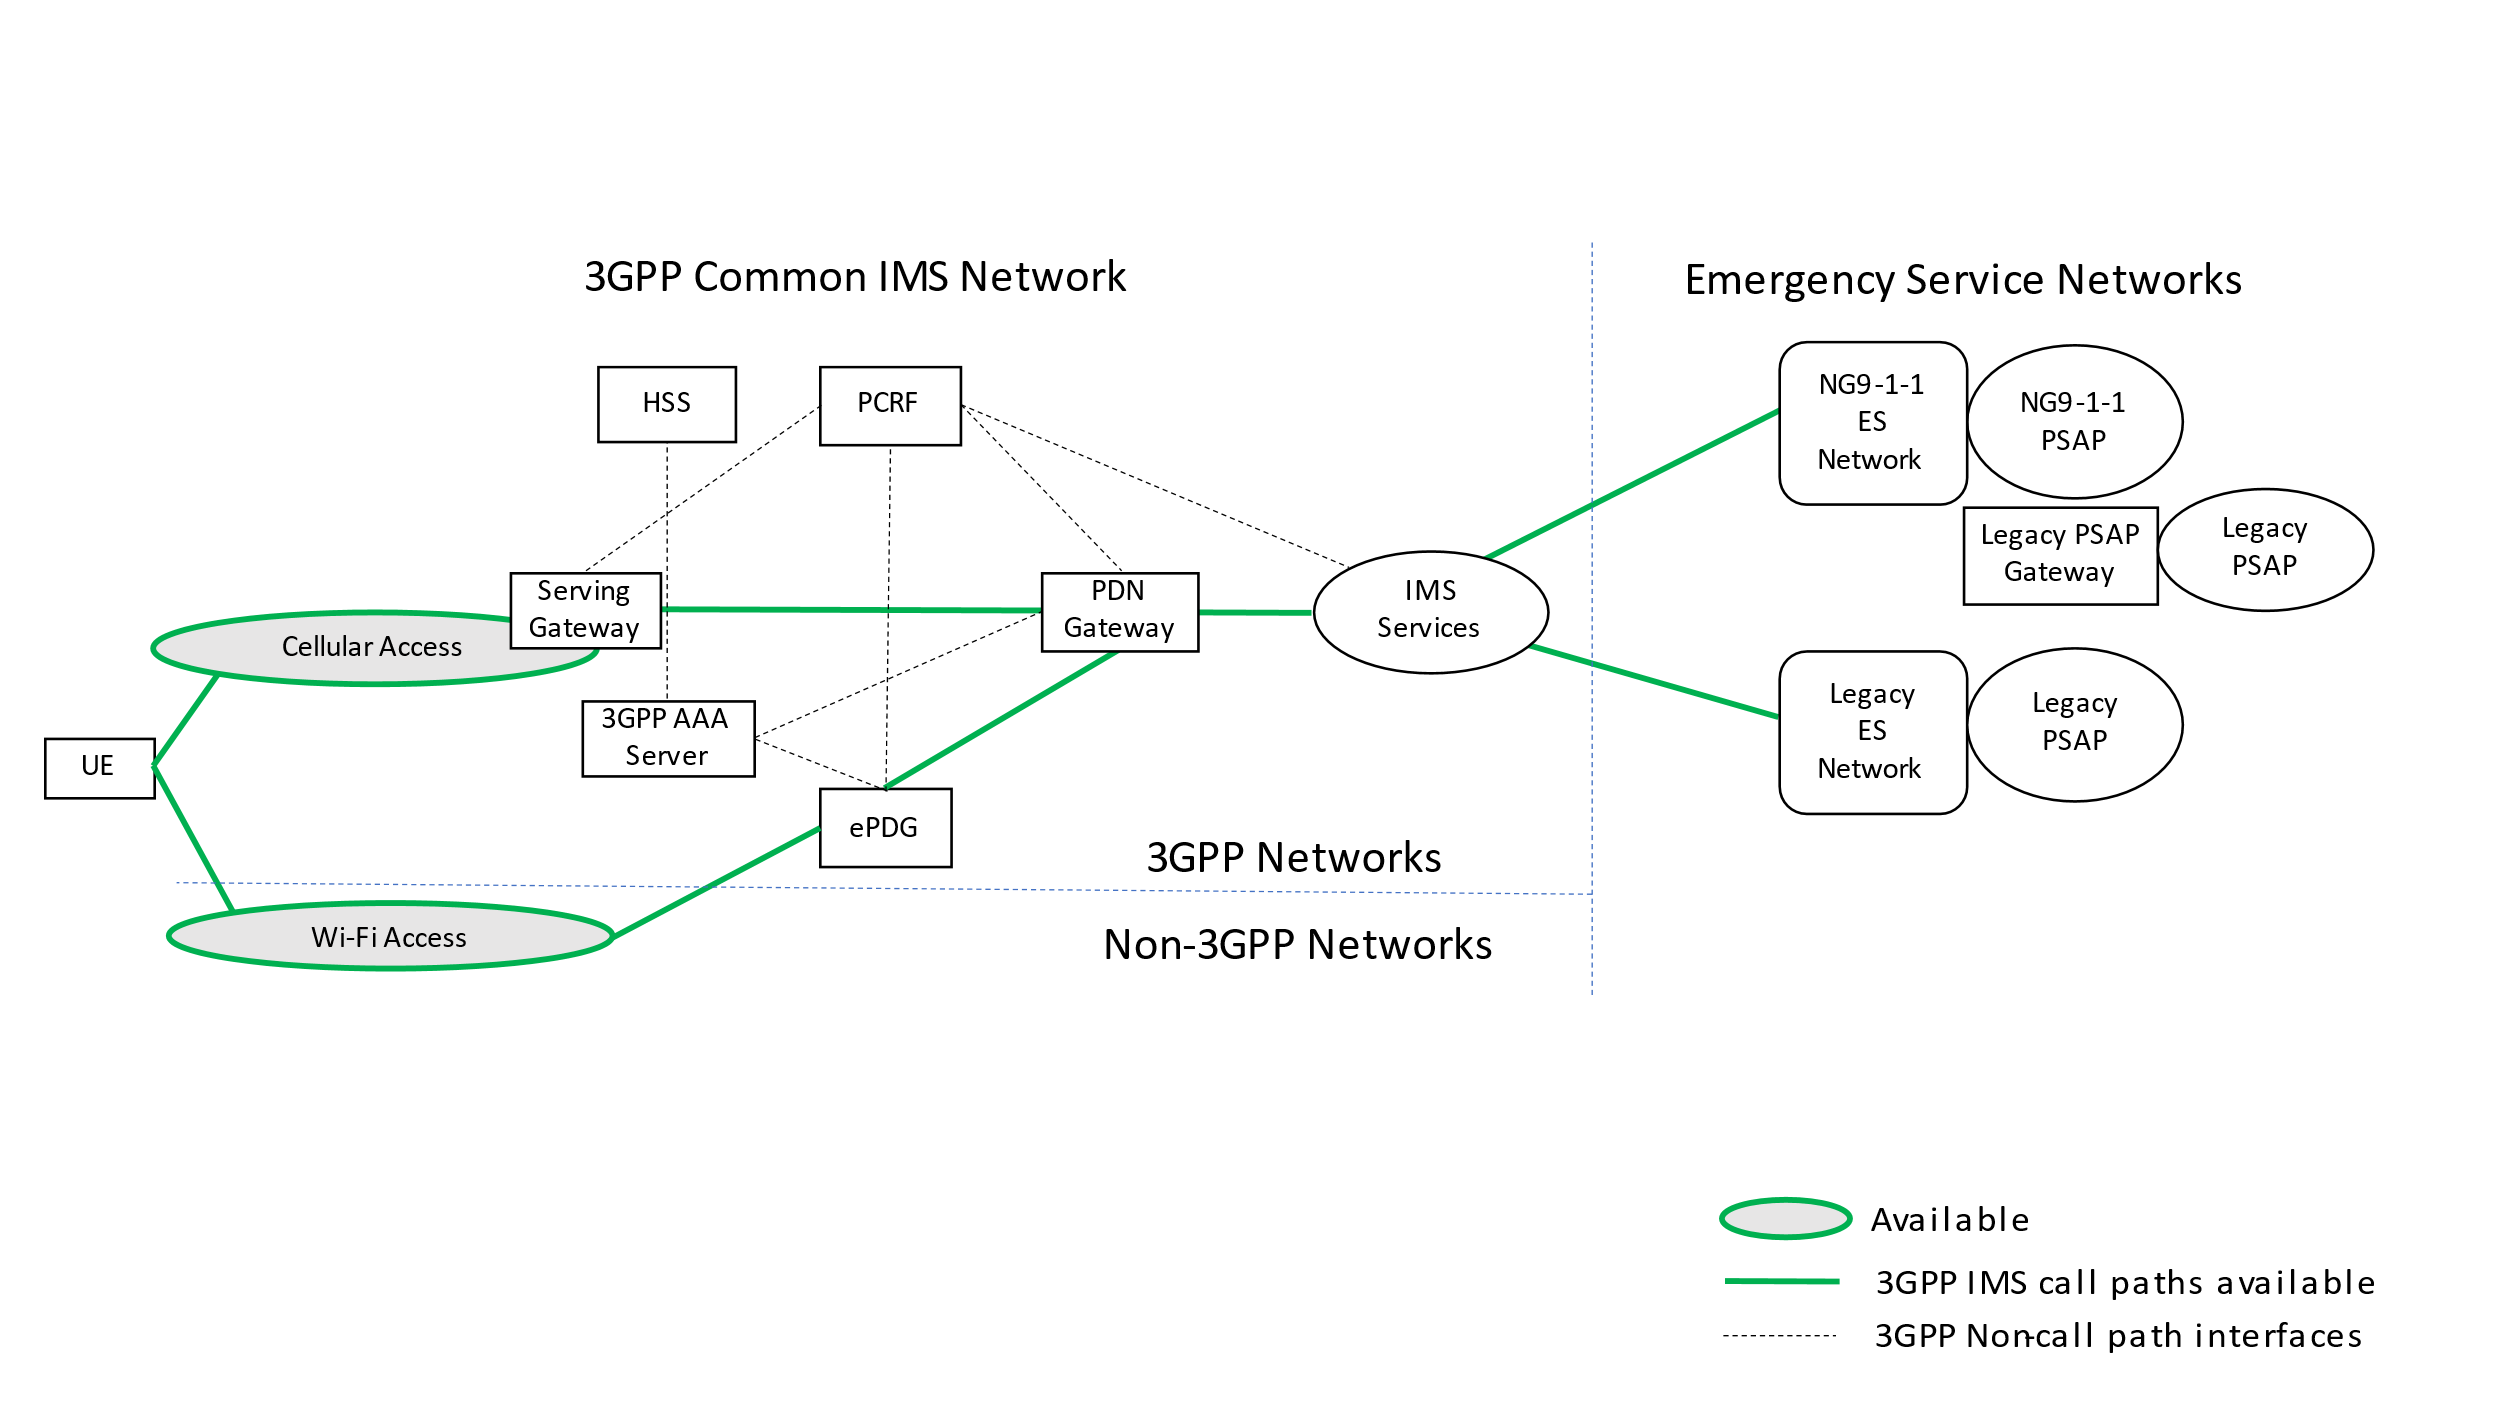 3GPP Common IMS Network
Emergency Service Networks
HSS
PCRF
NG9-1-1
ES
Network
NG9-1-1
PSAP
Legacy PSAP
Gateway
Legacy
PSAP
Serving
Gateway
PDN
Gateway
IMS
Services
Cellular Access
3GPP AAA
Server
Legacy
ES
Network
Legacy
PSAP
UE
ePDG
3GPP Networks
Wi-Fi Access
Non-3GPP Networks
Available
3GPP IMS call paths available
3GPP Non-call path interfaces